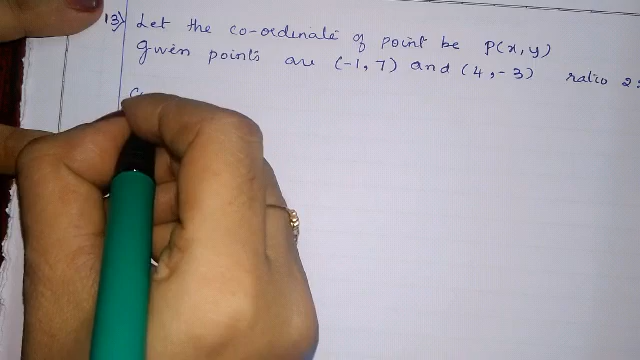 13) Let the co-ordinate of point be P(x,y)
Given points are (-1,7) and (4,-3) ratio 2: